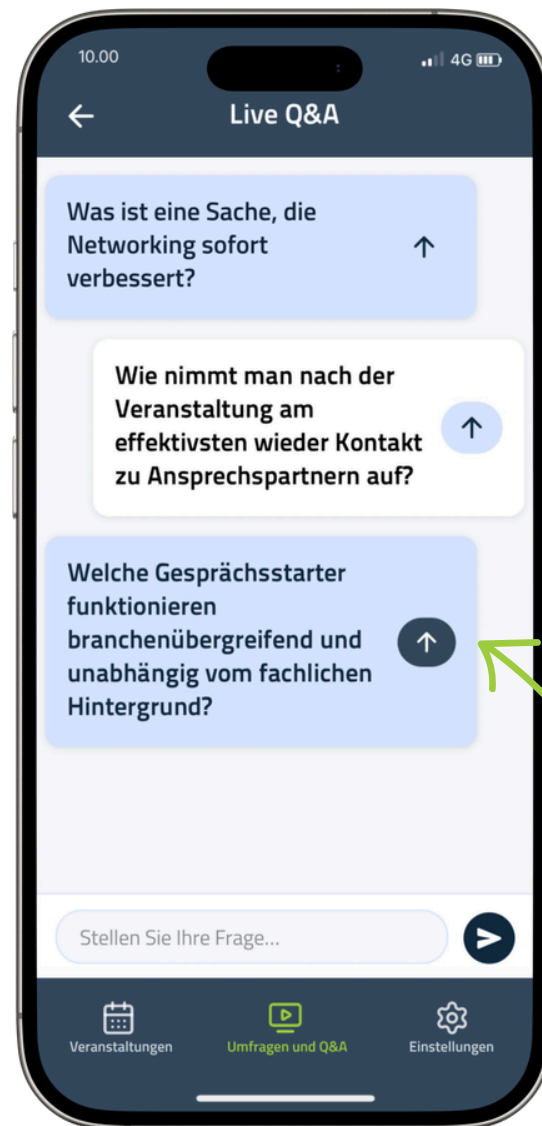 10.00
4G
Live Q&A
Was ist eine Sache, die
Networking sofort
verbessert?
Wie nimmt man nach der
Veranstaltung am
effektivsten wieder Kontakt
zu Ansprechspartnern auf?
Welche Gesprächsstarter
funktionieren
branchenübergreifend und
unabhängig vom fachlichen
Hintergrund?
Stellen Sie Ihre Frage...
Veranstaltungen
Umfragen und Q&A
Einstellungen